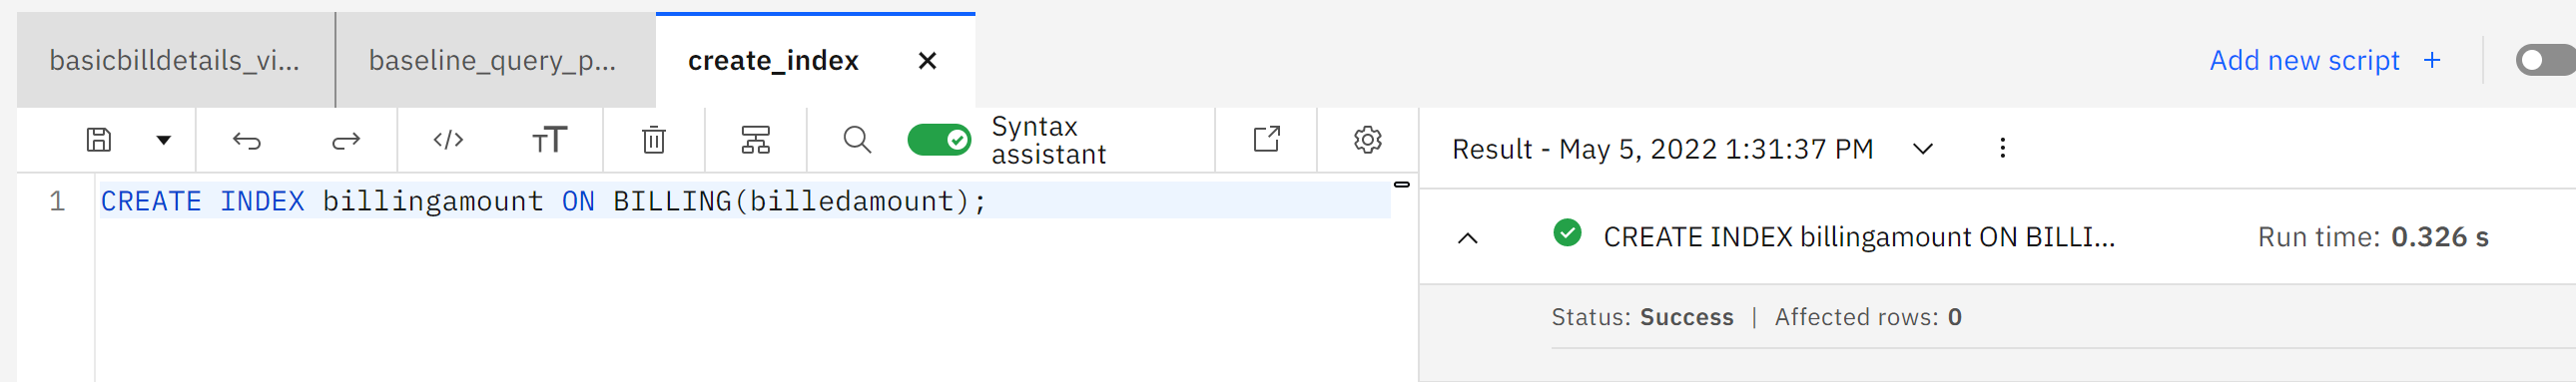 basicbilldetails_vi...
baseline_query_p...
create_index
Add new script +
Syntax
assistant
Result - May 5, 2022 1:31:37 PM
1 CREATE INDEX billingamount ON BILLING(billedamount);
CREATE INDEX billingamount ON BILLI... Run time: 0.326 s
Status: Success | Affected rows: 0